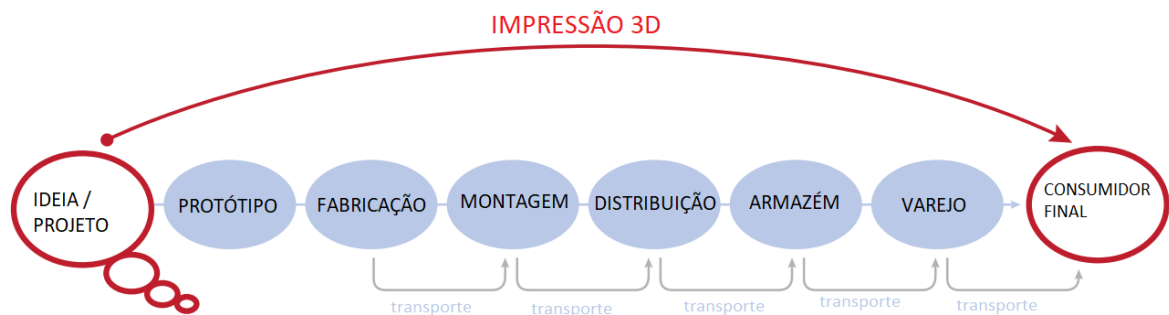 IMPRESSÃO 3D
IDEIA /
PROJETO
PROTÓTIPO
FABRICAÇÃO
MONTAGEM
DISTRIBUIÇÃO
ARMAZÉM
VAREJO
CONSUMIDOR
FINAL
transporte
transporte
transporte
transporte
transporte